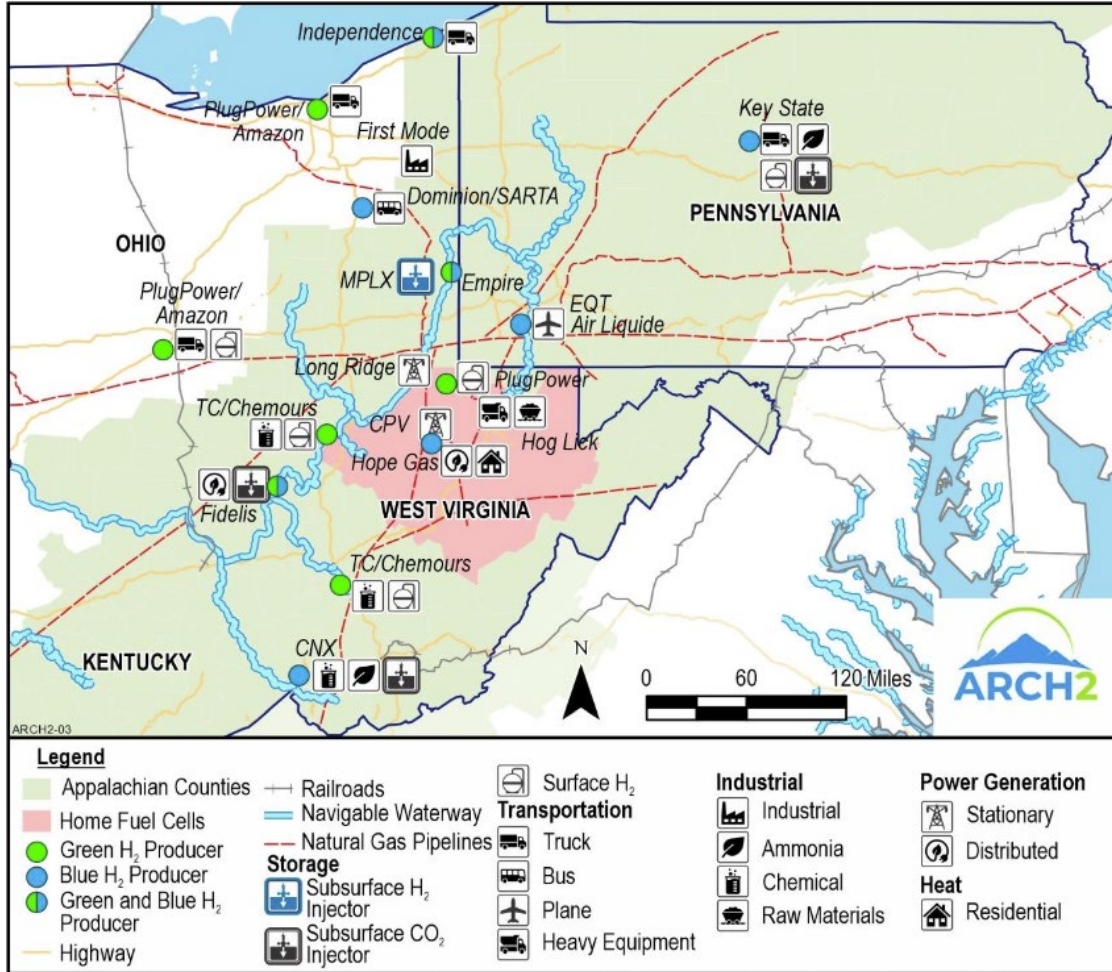 Independence
PlugPower/
Amazon
First Mode
Key State
Dominion/SARTA
PENNSYLVANIA
OHIO
MPLX
Empire
PlugPower/
Amazon
EQT
Air Liquide
Long Ridge
PlugPower
TC/Chemours
CPV
Hog Lick
Hope Gas
Fidelis
WEST VIRGINIA
TC/Chemours
KENTUCKY
CNX
N
0 60 120 Miles
ARCH2
ARCH2-03
Legend
Appalachian Counties
Home Fuel Cells
Green H₂ Producer
Blue H₂ Producer
Green and Blue H₂
Producer
Highway
Railroads
Navigable Waterway
Natural Gas Pipelines
Storage
Subsurface H₂
Injector
Subsurface CO₂
Injector
Surface H₂
Transportation
Truck
Bus
Plane
Heavy Equipment
Industrial
Industrial
Ammonia
Chemical
Raw Materials
Power Generation
Stationary
Distributed
Heat
Residential